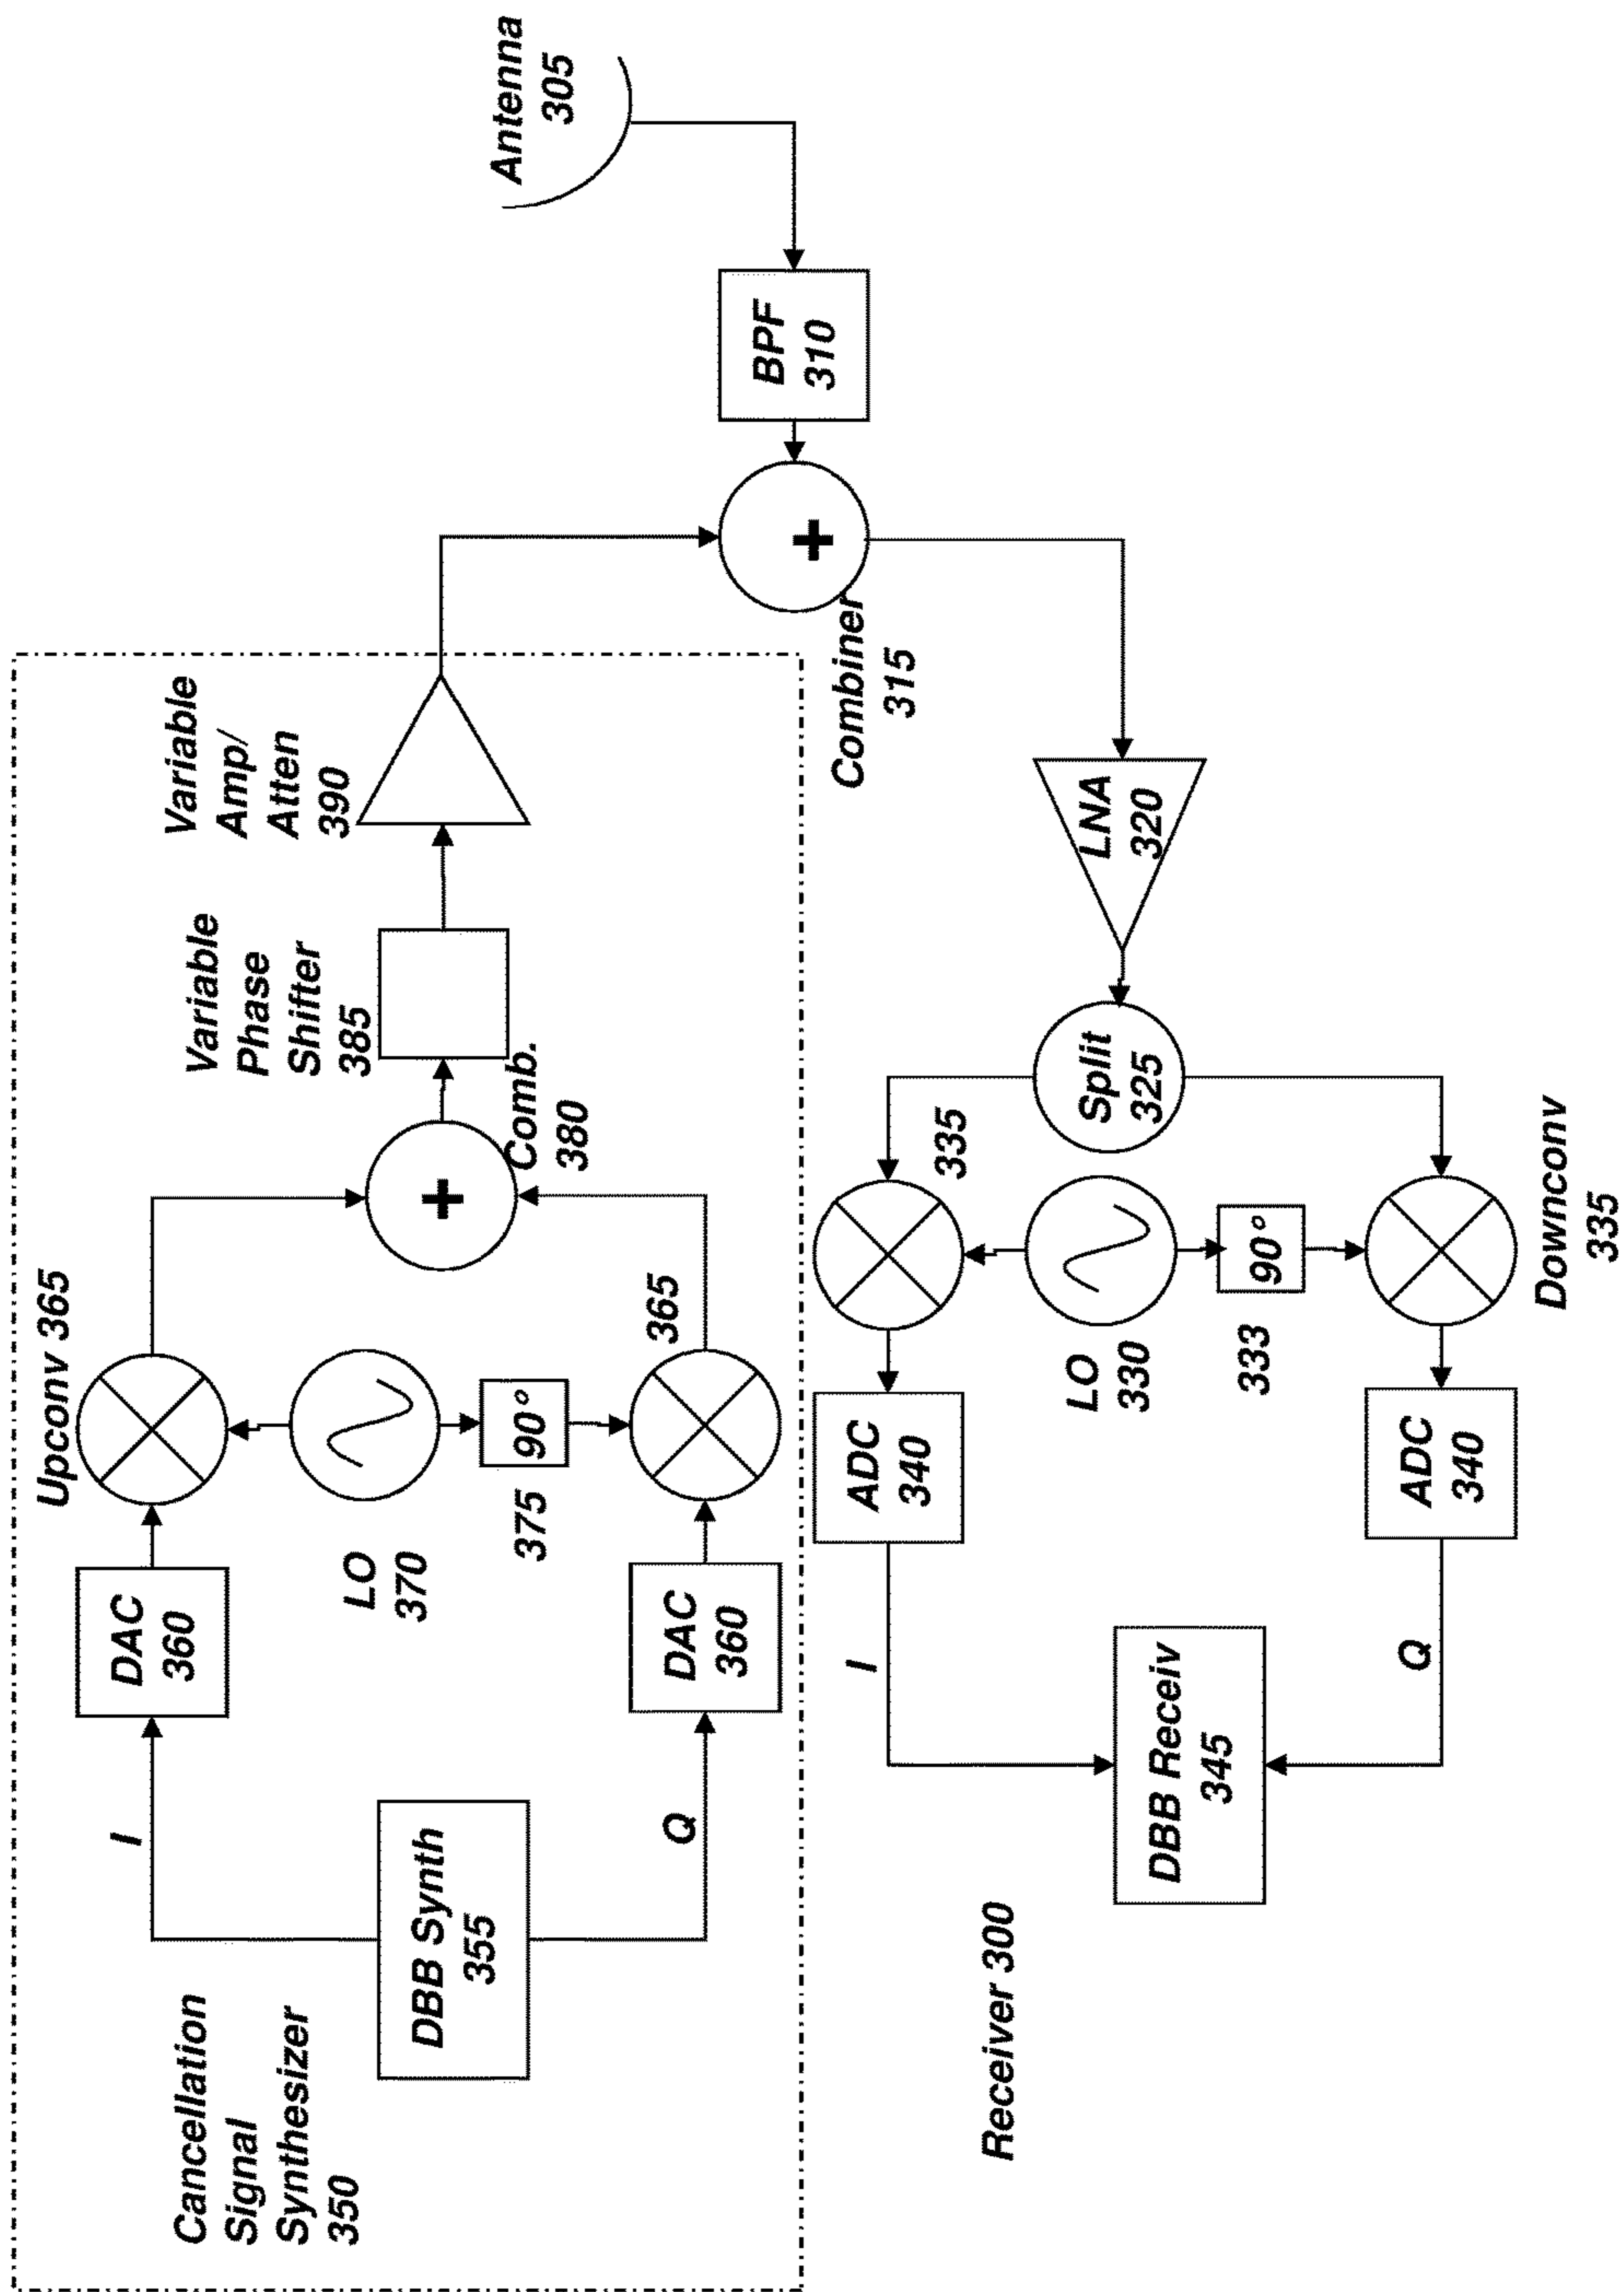 Cancellation
Signal
Synthesizer
350
DBB Synth
355
I
Q
DAC
360
DAC
360
Upconv 365
LO
370
375
90°
365
Comb.
380
+
Variable
Phase
Shifter
385
Variable
Amp/
Atten
390
Antenna
305
BPF
310
+
Combiner
315
LNA
320
Split
325
335
LO
330
333
90°
Downconv
335
ADC
340
ADC
340
I
Q
DBB Receiv
345
Receiver 300